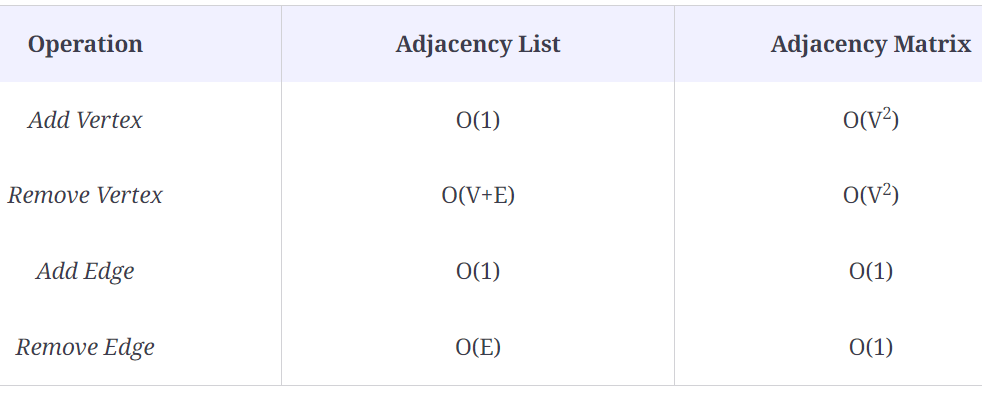 Operation Adjacency List Adjacency Matrix
Add Vertex O(1) O(V²)
Remove Vertex O(V+E) O(V²)
Add Edge O(1) O(1)
Remove Edge O(E) O(1)